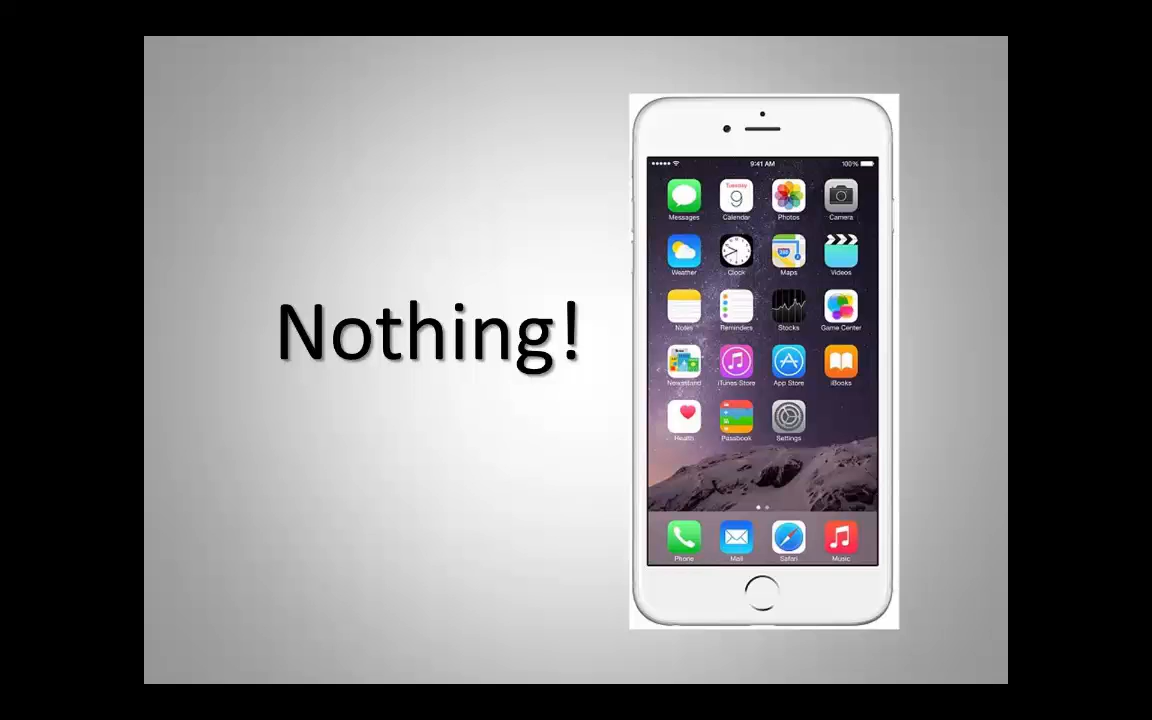 Nothing!
9:41 AM
100%
Tuesday
9
Messages
Calendar
Photos
Camera
Weather
Clock
Maps
Videos
Notes
Reminders
Stocks
Game Center
Newsstand
iTunes Store
App Store
iBooks
Health
Passbook
Settings
Phone
Mail
Safari
Music